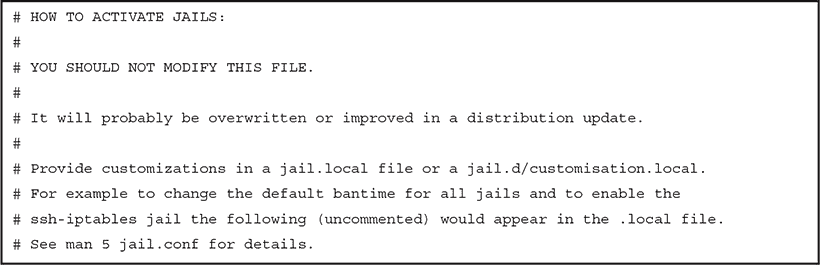 # HOW TO ACTIVATE JAILS:
#
# YOU SHOULD NOT MODIFY THIS FILE.
#
# It will probably be overwritten or improved in a distribution update.
#
# Provide customizations in a jail.local file or a jail.d/customisation.local.
# For example to change the default bantime for all jails and to enable the
# ssh-iptables jail the following (uncommented) would appear in the .local file.
# See man 5 jail.conf for details.